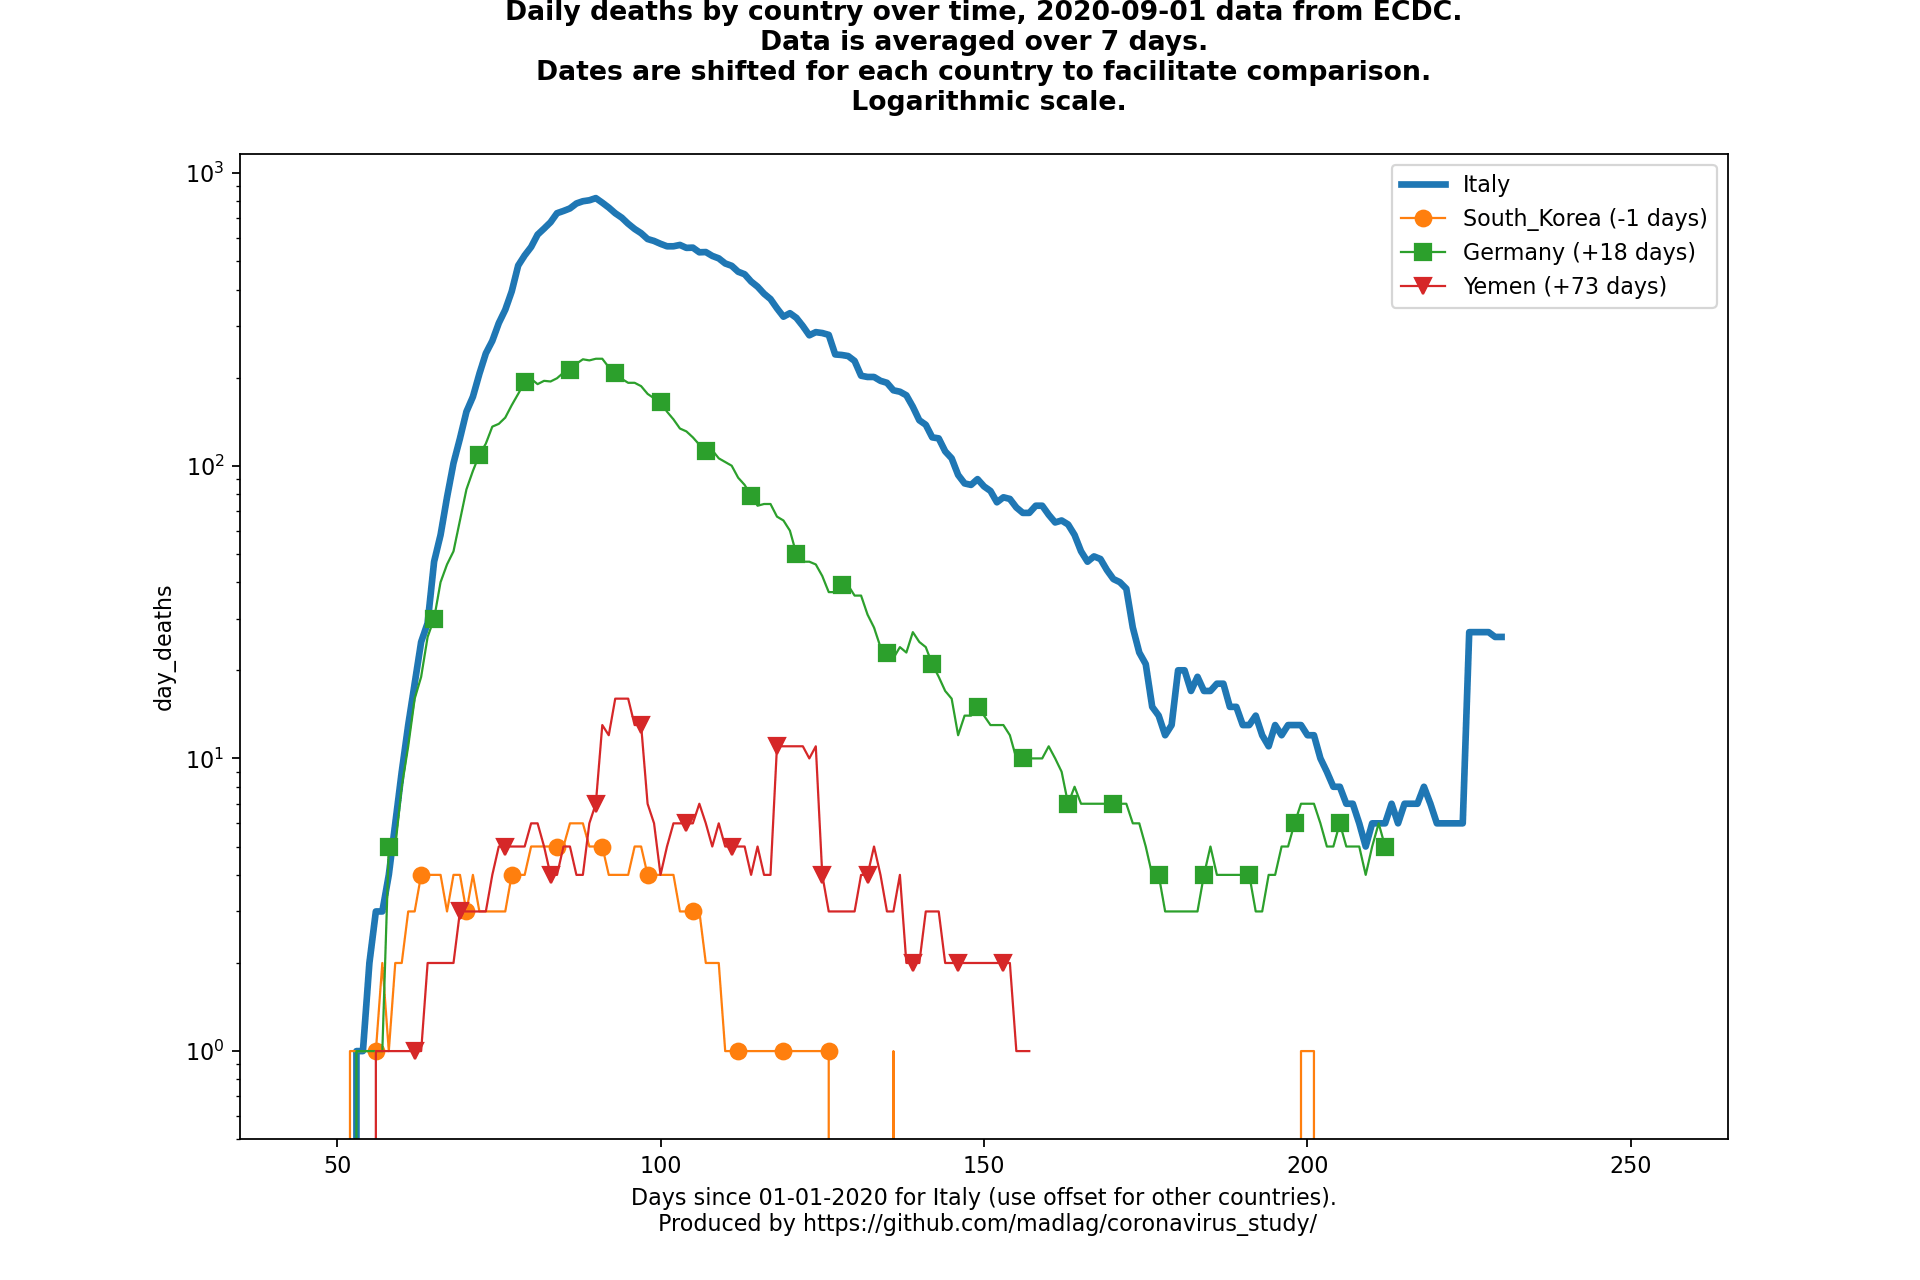 Daily deaths by country over time, 2020-09-01 data from ECDC.
Data is averaged over 7 days.
Dates are shifted for each country to facilitate comparison.
Logarithmic scale.
10³
Italy
South_Korea (-1 days)
Germany (+18 days)
Yemen (+73 days)
10²
day_deaths
10¹
10⁰
50
100
150
200
250
Days since 01-01-2020 for Italy (use offset for other countries).
Produced by https://github.com/madlag/coronavirus_study/